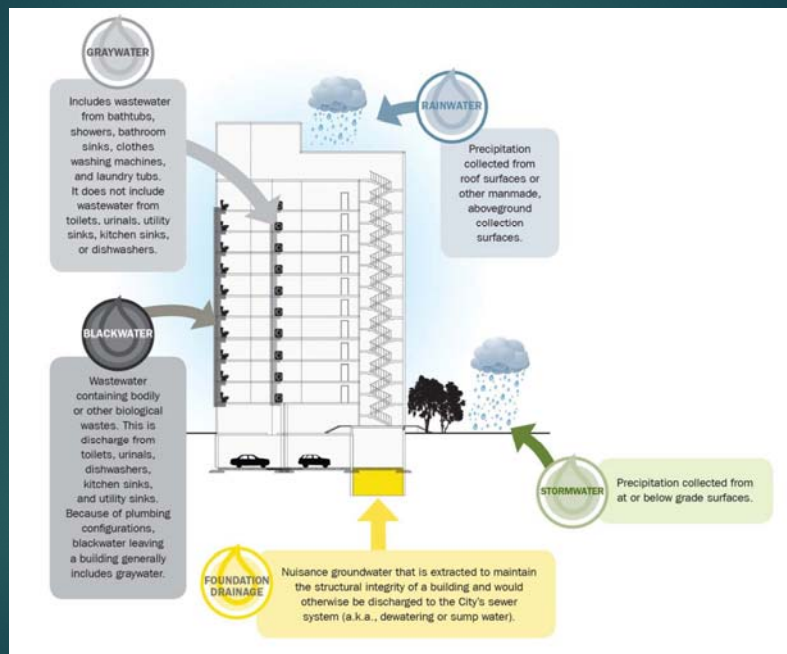 GRAYWATER
Includes wastewater
from bathtubs,
showers, bathroom
sinks, clothes
washing machines,
and laundry tubs.
It does not include
wastewater from
toilets, urinals, utility
sinks, kitchen sinks,
or dishwashers.
RAINWATER
Precipitation
collected from
roof surfaces or
other manmade,
aboveground
collection
surfaces.
BLACKWATER
Wastewater
containing bodily
or other biological
wastes. This is
discharge from
toilets, urinals,
dishwashers,
kitchen sinks,
and utility sinks.
Because of plumbing
configurations,
blackwater leaving
a building generally
includes graywater.
STORMWATER
Precipitation collected from
at or below grade surfaces.
FOUNDATION
DRAINAGE
Nuisance groundwater that is extracted to maintain
the structural integrity of a building and would
otherwise be discharged to the City's sewer
system (a.k.a., dewatering or sump water).